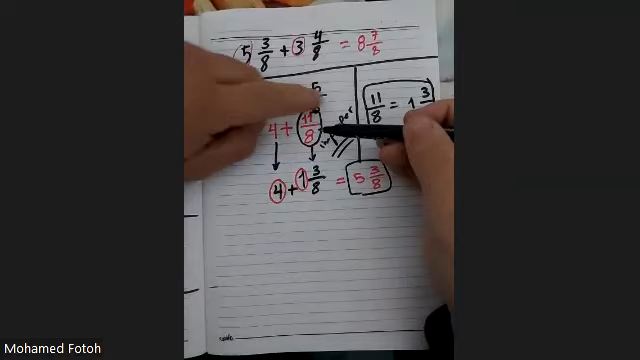 5 3/8 + 3 4/8 = 8 7/8
5
4 + 11/8
11/8 = 1 3
4 + 1 3/8 = 5 3/8
Mohamed Fotoh